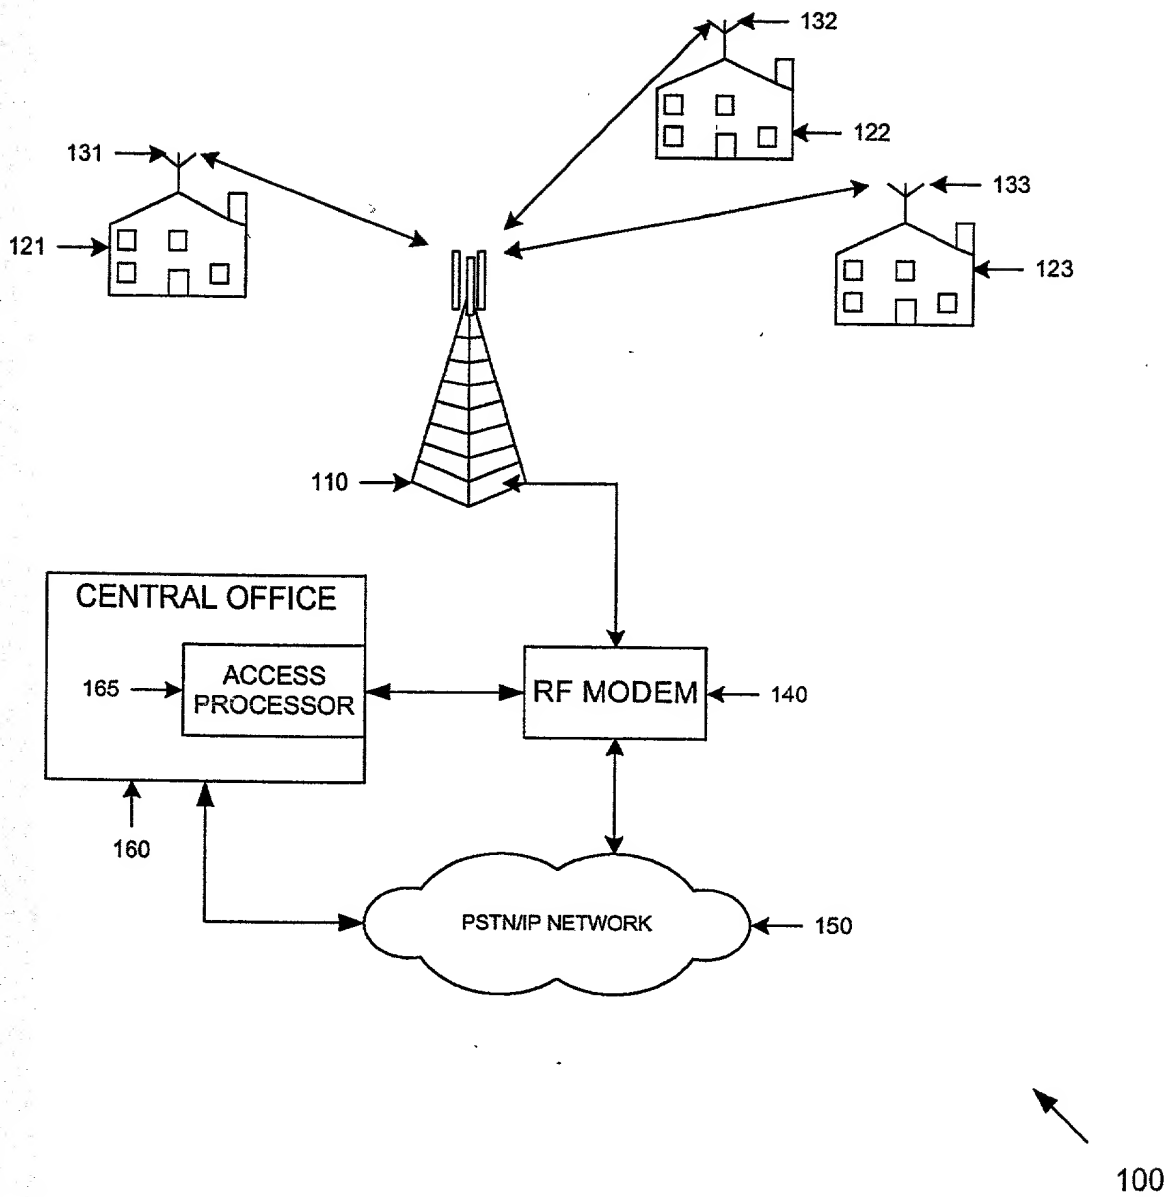 132
122
131
133
121
123
110
CENTRAL OFFICE
ACCESS
PROCESSOR
165
RF MODEM
140
160
PSTN/IP NETWORK
150
100